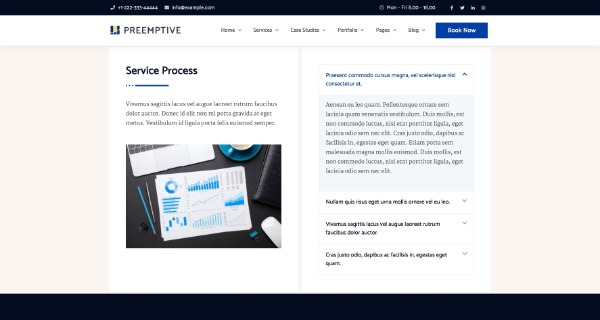 +1-222-333-44444 info@example.com Mon - Fri 8.00 - 18.00
PREEMPTIVE Home Services Case Studies Portfolio Pages Blog Book Now
Service Process
Vivamus sagittis lacus vel augue laoreet rutrum faucibus
dolor auctor. Donec id elit non mi porta gravida at eget
metus. Vestibulum id ligula porta felis euismod semper.
Praesent commodo cursus magna, vel scelerisque nisl
consectetur et.
Aenean eu leo quam. Pellentesque ornare sem
lacinia quam venenatis vestibulum. Duis mollis, est
non commodo luctus, nisi erat porttitor ligula, eget
lacinia odio sem nec elit. Cras justo odio, dapibus ac
facilisis in, egestas eget quam. Etiam porta sem
malesuada magna mollis euismod. Duis mollis, est
non commodo luctus, nisi erat porttitor ligula, eget
lacinia odio sem nec elit.
Nullam quis risus eget urna mollis ornare vel eu leo.
Vivamus sagittis lacus vel augue laoreet rutrum
faucibus dolor auctor.
Cras justo odio, dapibus ac facilisis in, egestas eget
quam.